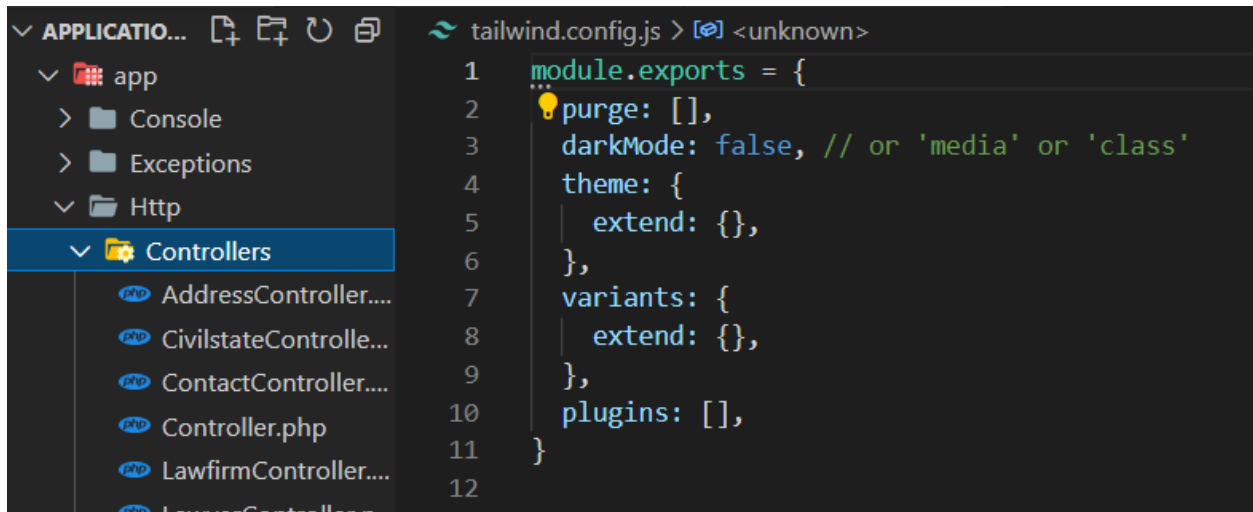 APPLICATIO...
app
Console
Exceptions
Http
Controllers
AddressController....
CivilstateControlle...
ContactController....
Controller.php
LawfirmController....
tailwind.config.js > <unknown>
1 module.exports = {
2 purge: [],
3 darkMode: false, // or 'media' or 'class'
4 theme: {
5 extend: {},
6 },
7 variants: {
8 extend: {},
9 },
10 plugins: [],
11 }
12